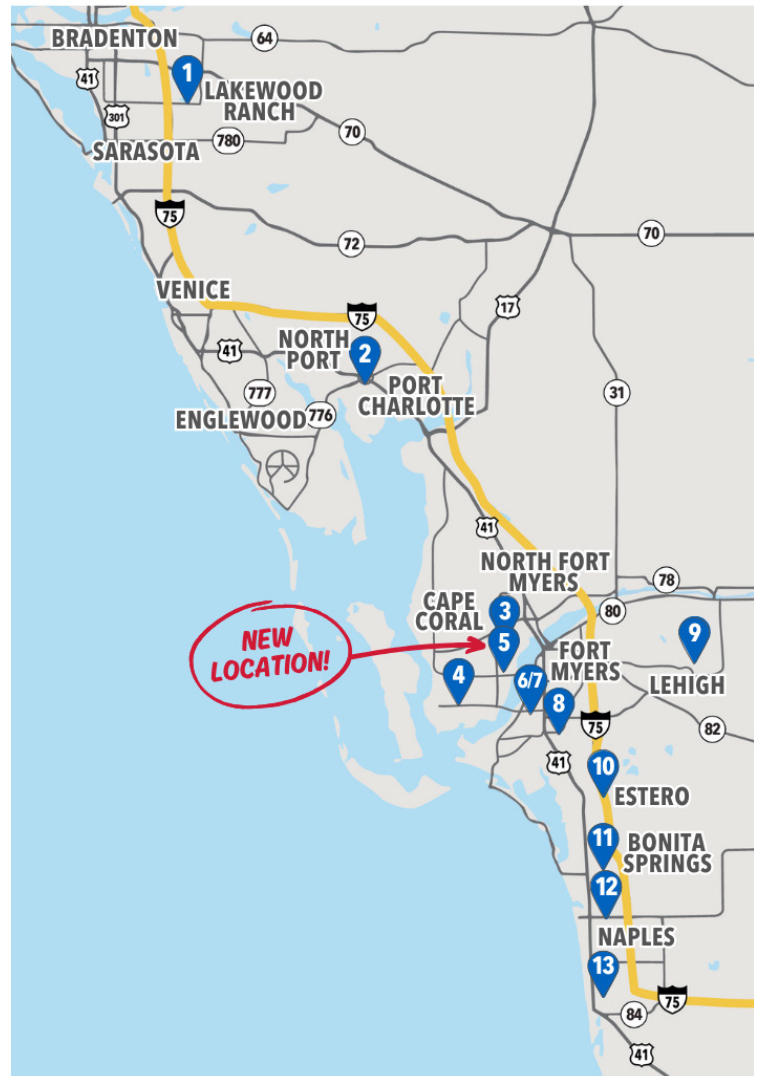 BRADENTON
64
1
41
LAKEWOOD
RANCH
301
70
780
SARASOTA
75
72
70
VENICE
17
75
NORTH
PORT
2
41
PORT
CHARLOTTE
777
31
776
ENGLEWOOD
41
NORTH FORT
MYERS
78
CAPE
CORAL
3
80
NEW
LOCATION!
5
9
FORT
MYERS
4
6/7
LEHIGH
8
75
82
41
10
ESTERO
11
BONITA
SPRINGS
12
NAPLES
13
75
84
41